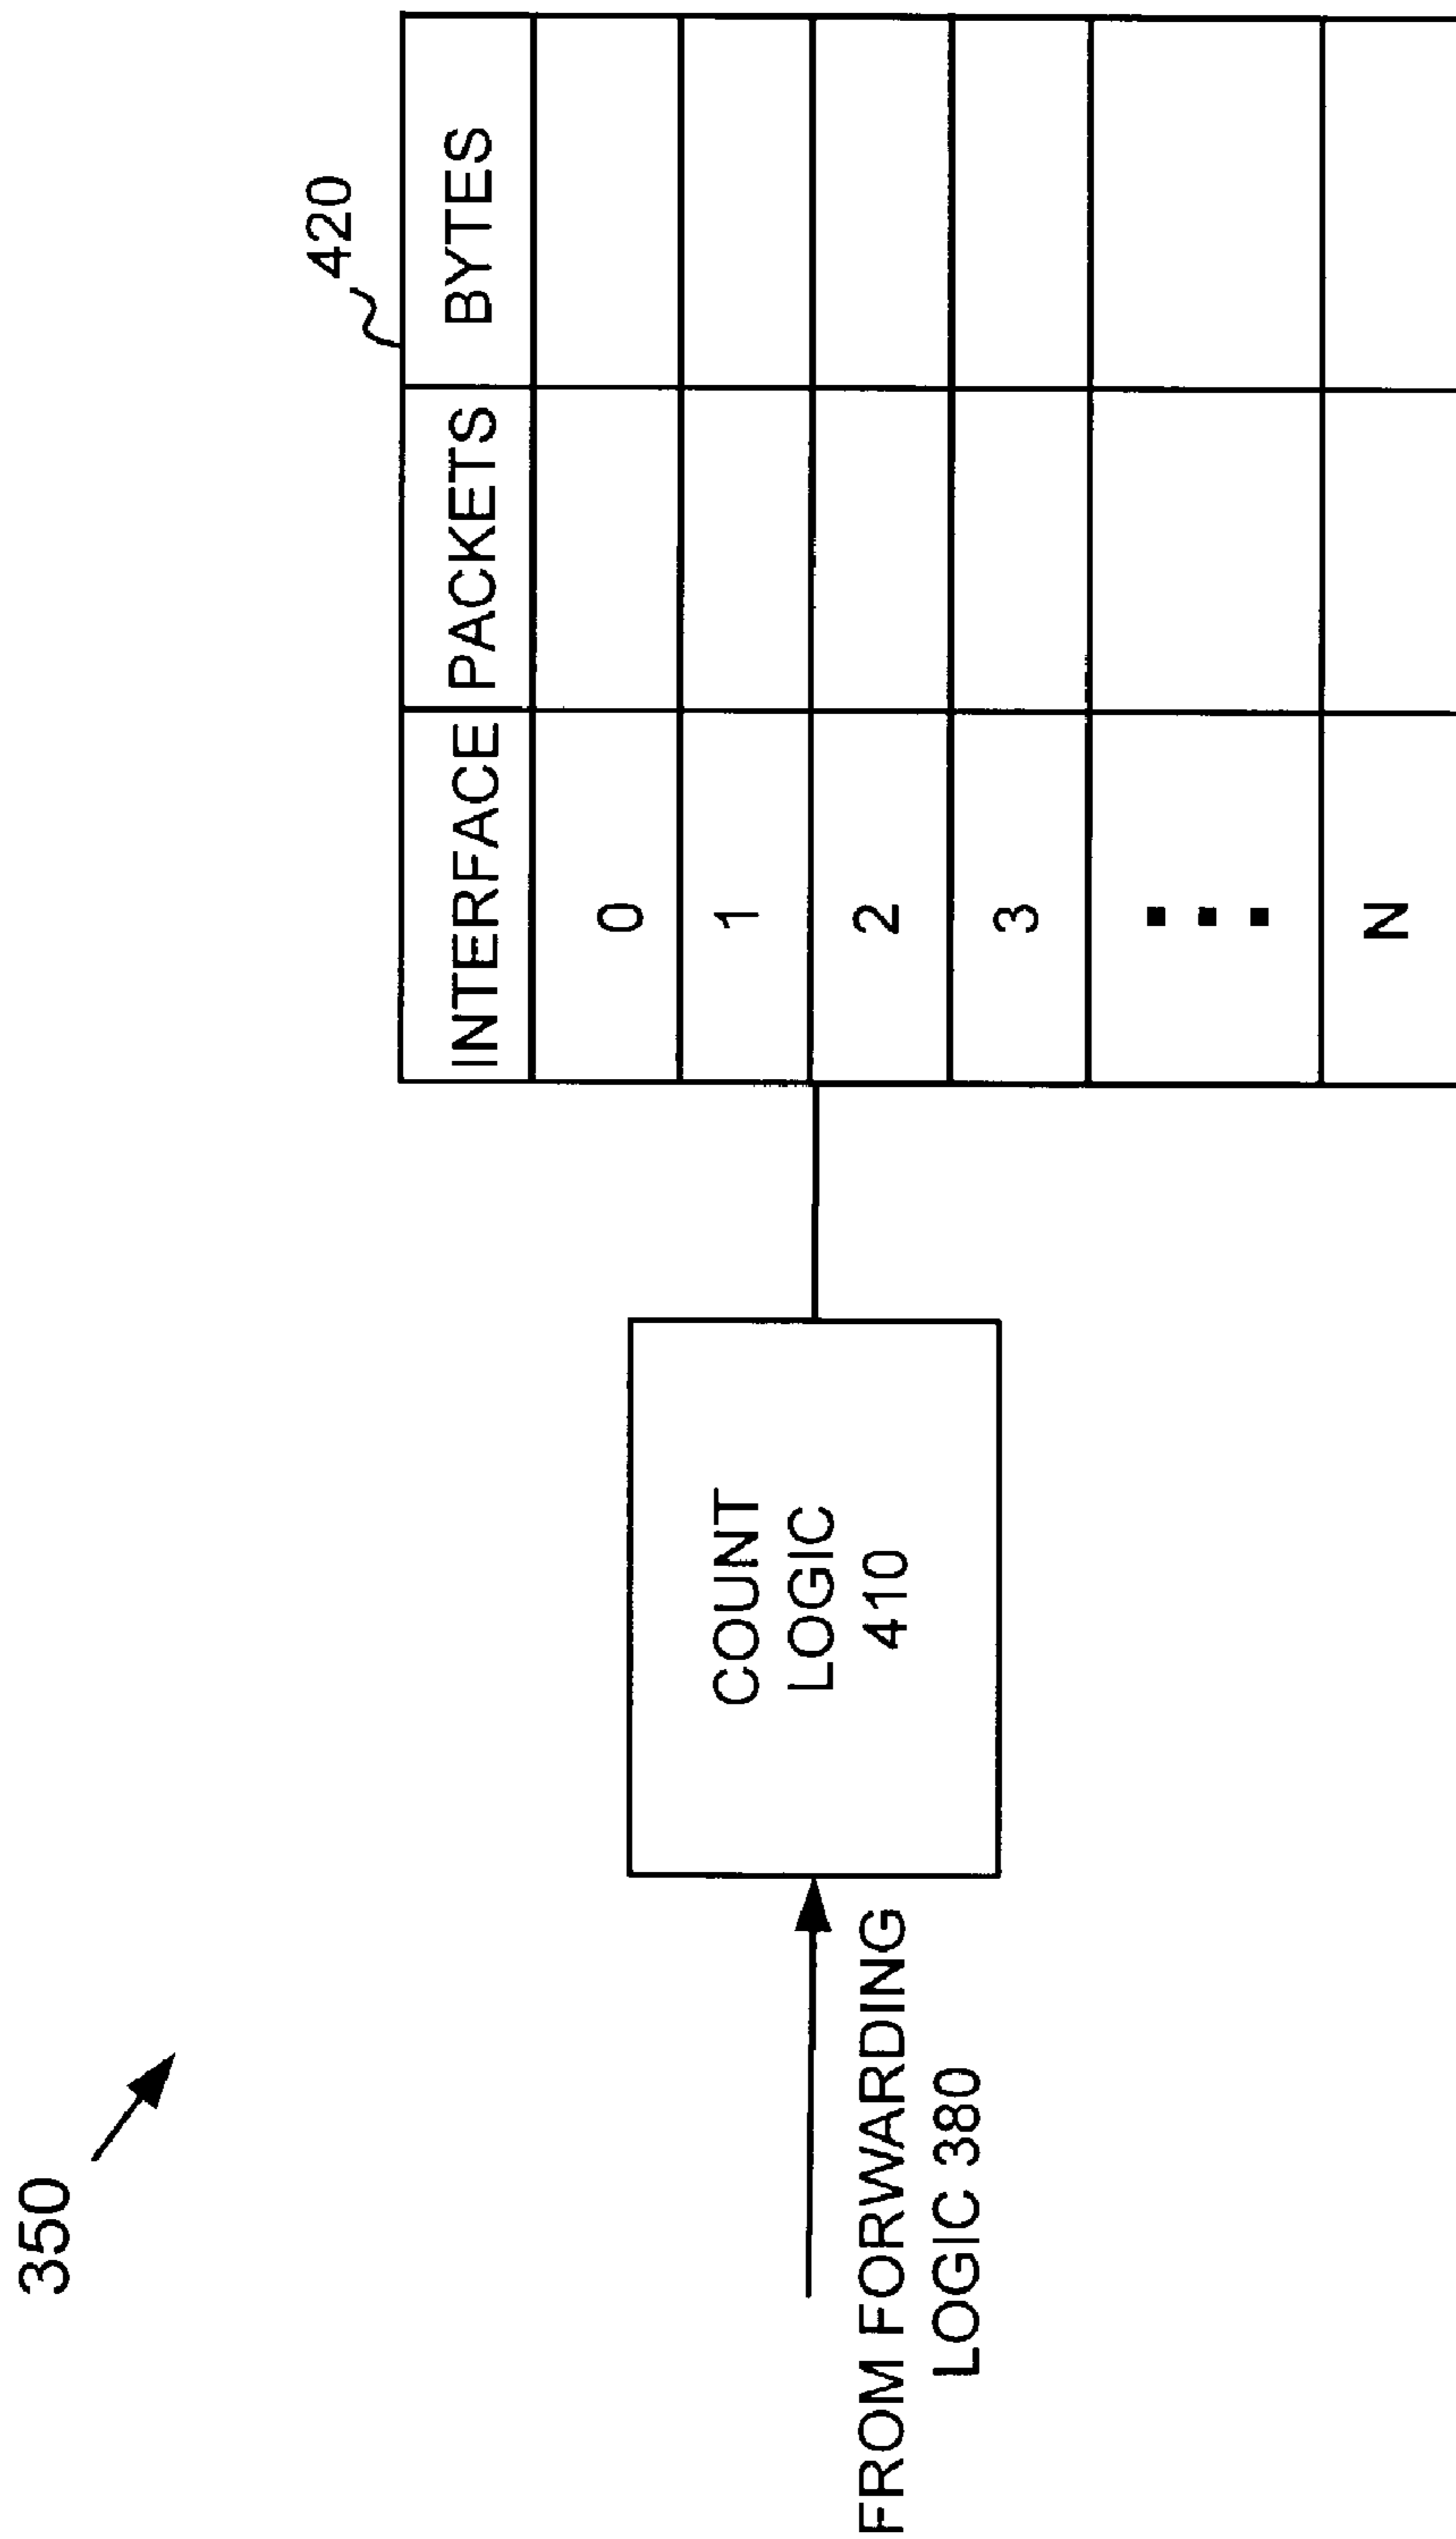 350
FROM FORWARDING
LOGIC 380
COUNT
LOGIC
410
420
INTERFACE PACKETS BYTES
0
1
2
3
N